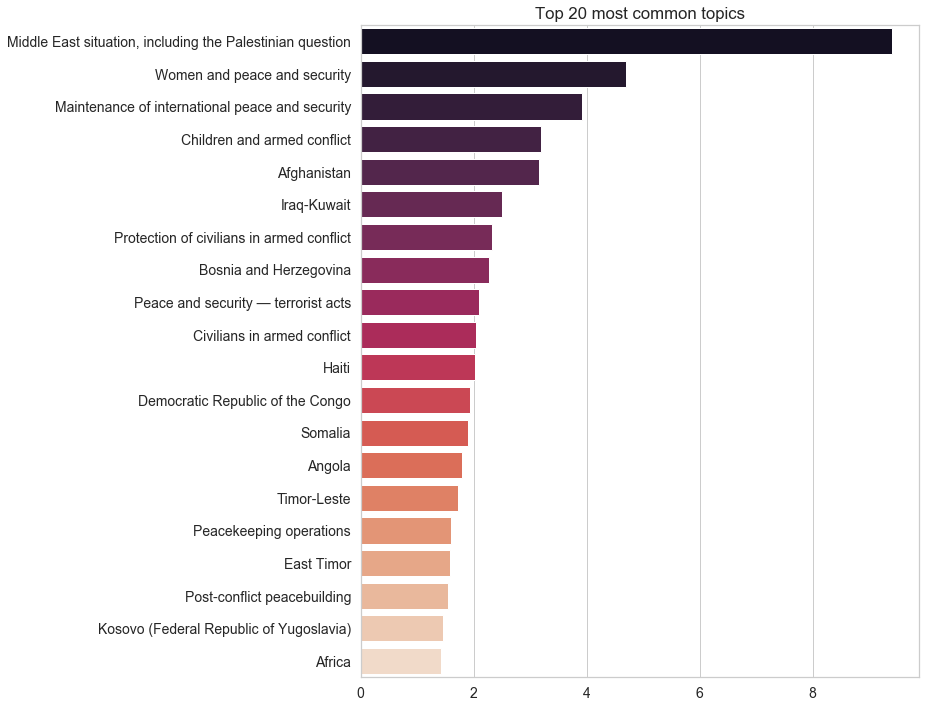 Top 20 most common topics
Middle East situation, including the Palestinian question
Women and peace and security
Maintenance of international peace and security
Children and armed conflict
Afghanistan
Iraq-Kuwait
Protection of civilians in armed conflict
Bosnia and Herzegovina
Peace and security — terrorist acts
Civilians in armed conflict
Haiti
Democratic Republic of the Congo
Somalia
Angola
Timor-Leste
Peacekeeping operations
East Timor
Post-conflict peacebuilding
Kosovo (Federal Republic of Yugoslavia)
Africa
0 2 4 6 8